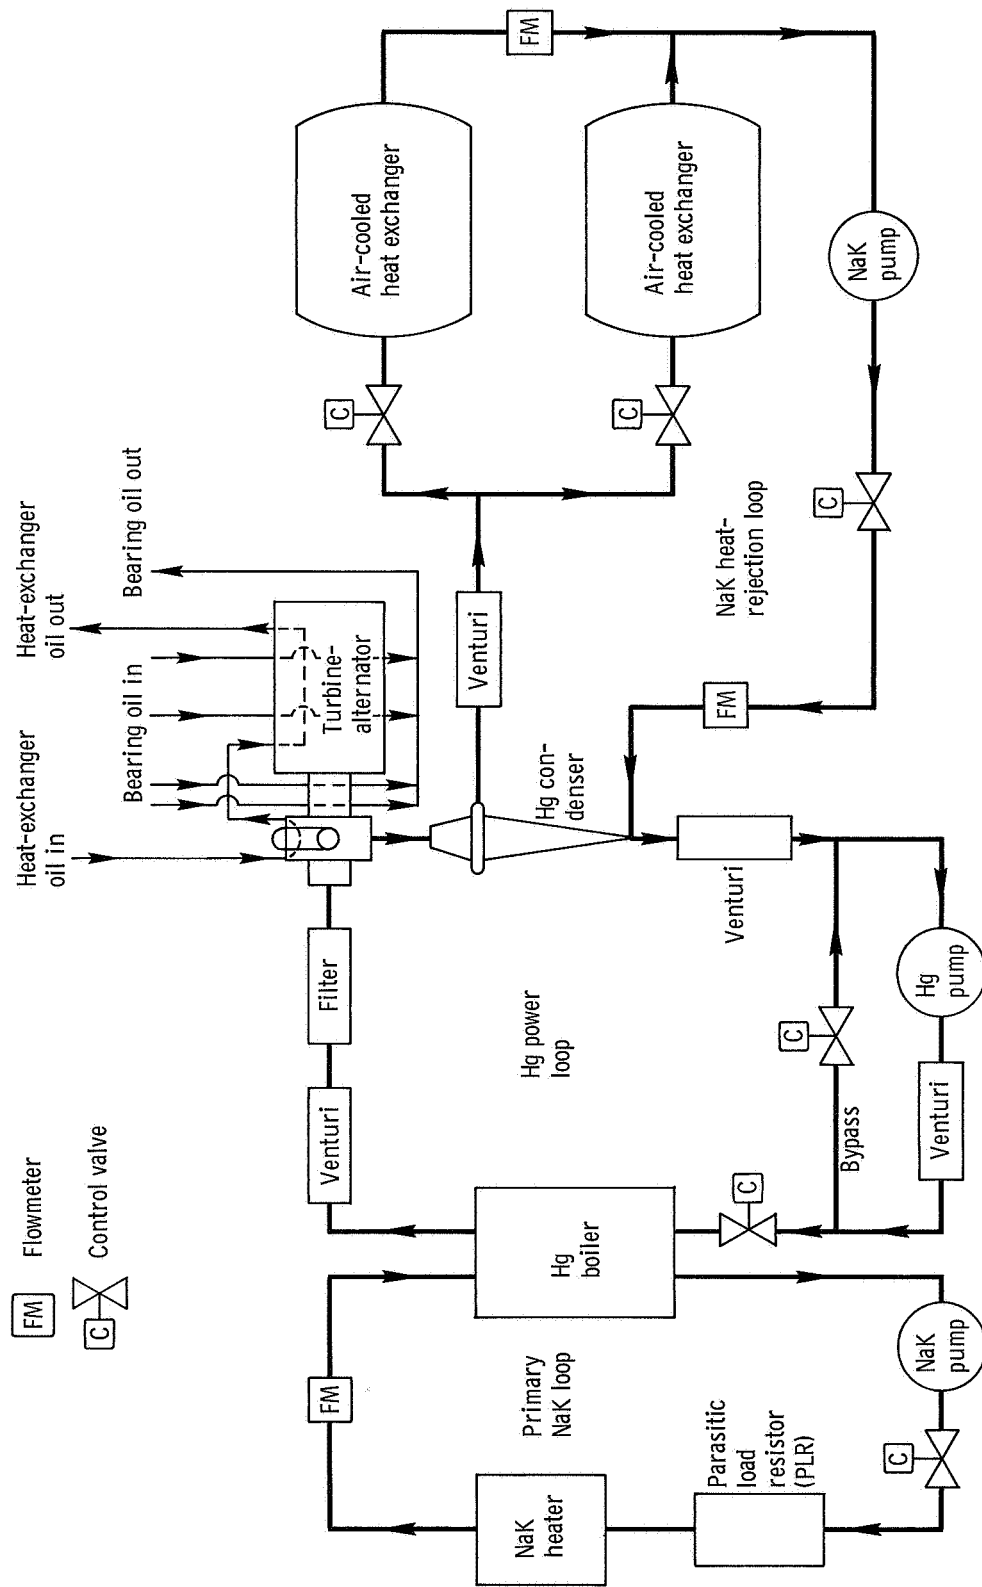 FM
Flowmeter
C
Control valve
Heat-exchanger
oil in
Bearing oil in
Heat-exchanger
oil out
Bearing oil out
Venturi
Filter
Turbine-
alternator
FM
NaK
heater
Primary
NaK loop
Parasitic
load
resistor
(PLR)
C
NaK
pump
Hg
boiler
C
Hg power
loop
Bypass
C
Venturi
Hg
pump
Venturi
Hg con-
denser
Venturi
FM
NaK heat-
rejection loop
C
NaK
pump
C
Air-cooled
heat exchanger
C
Air-cooled
heat exchanger
FM